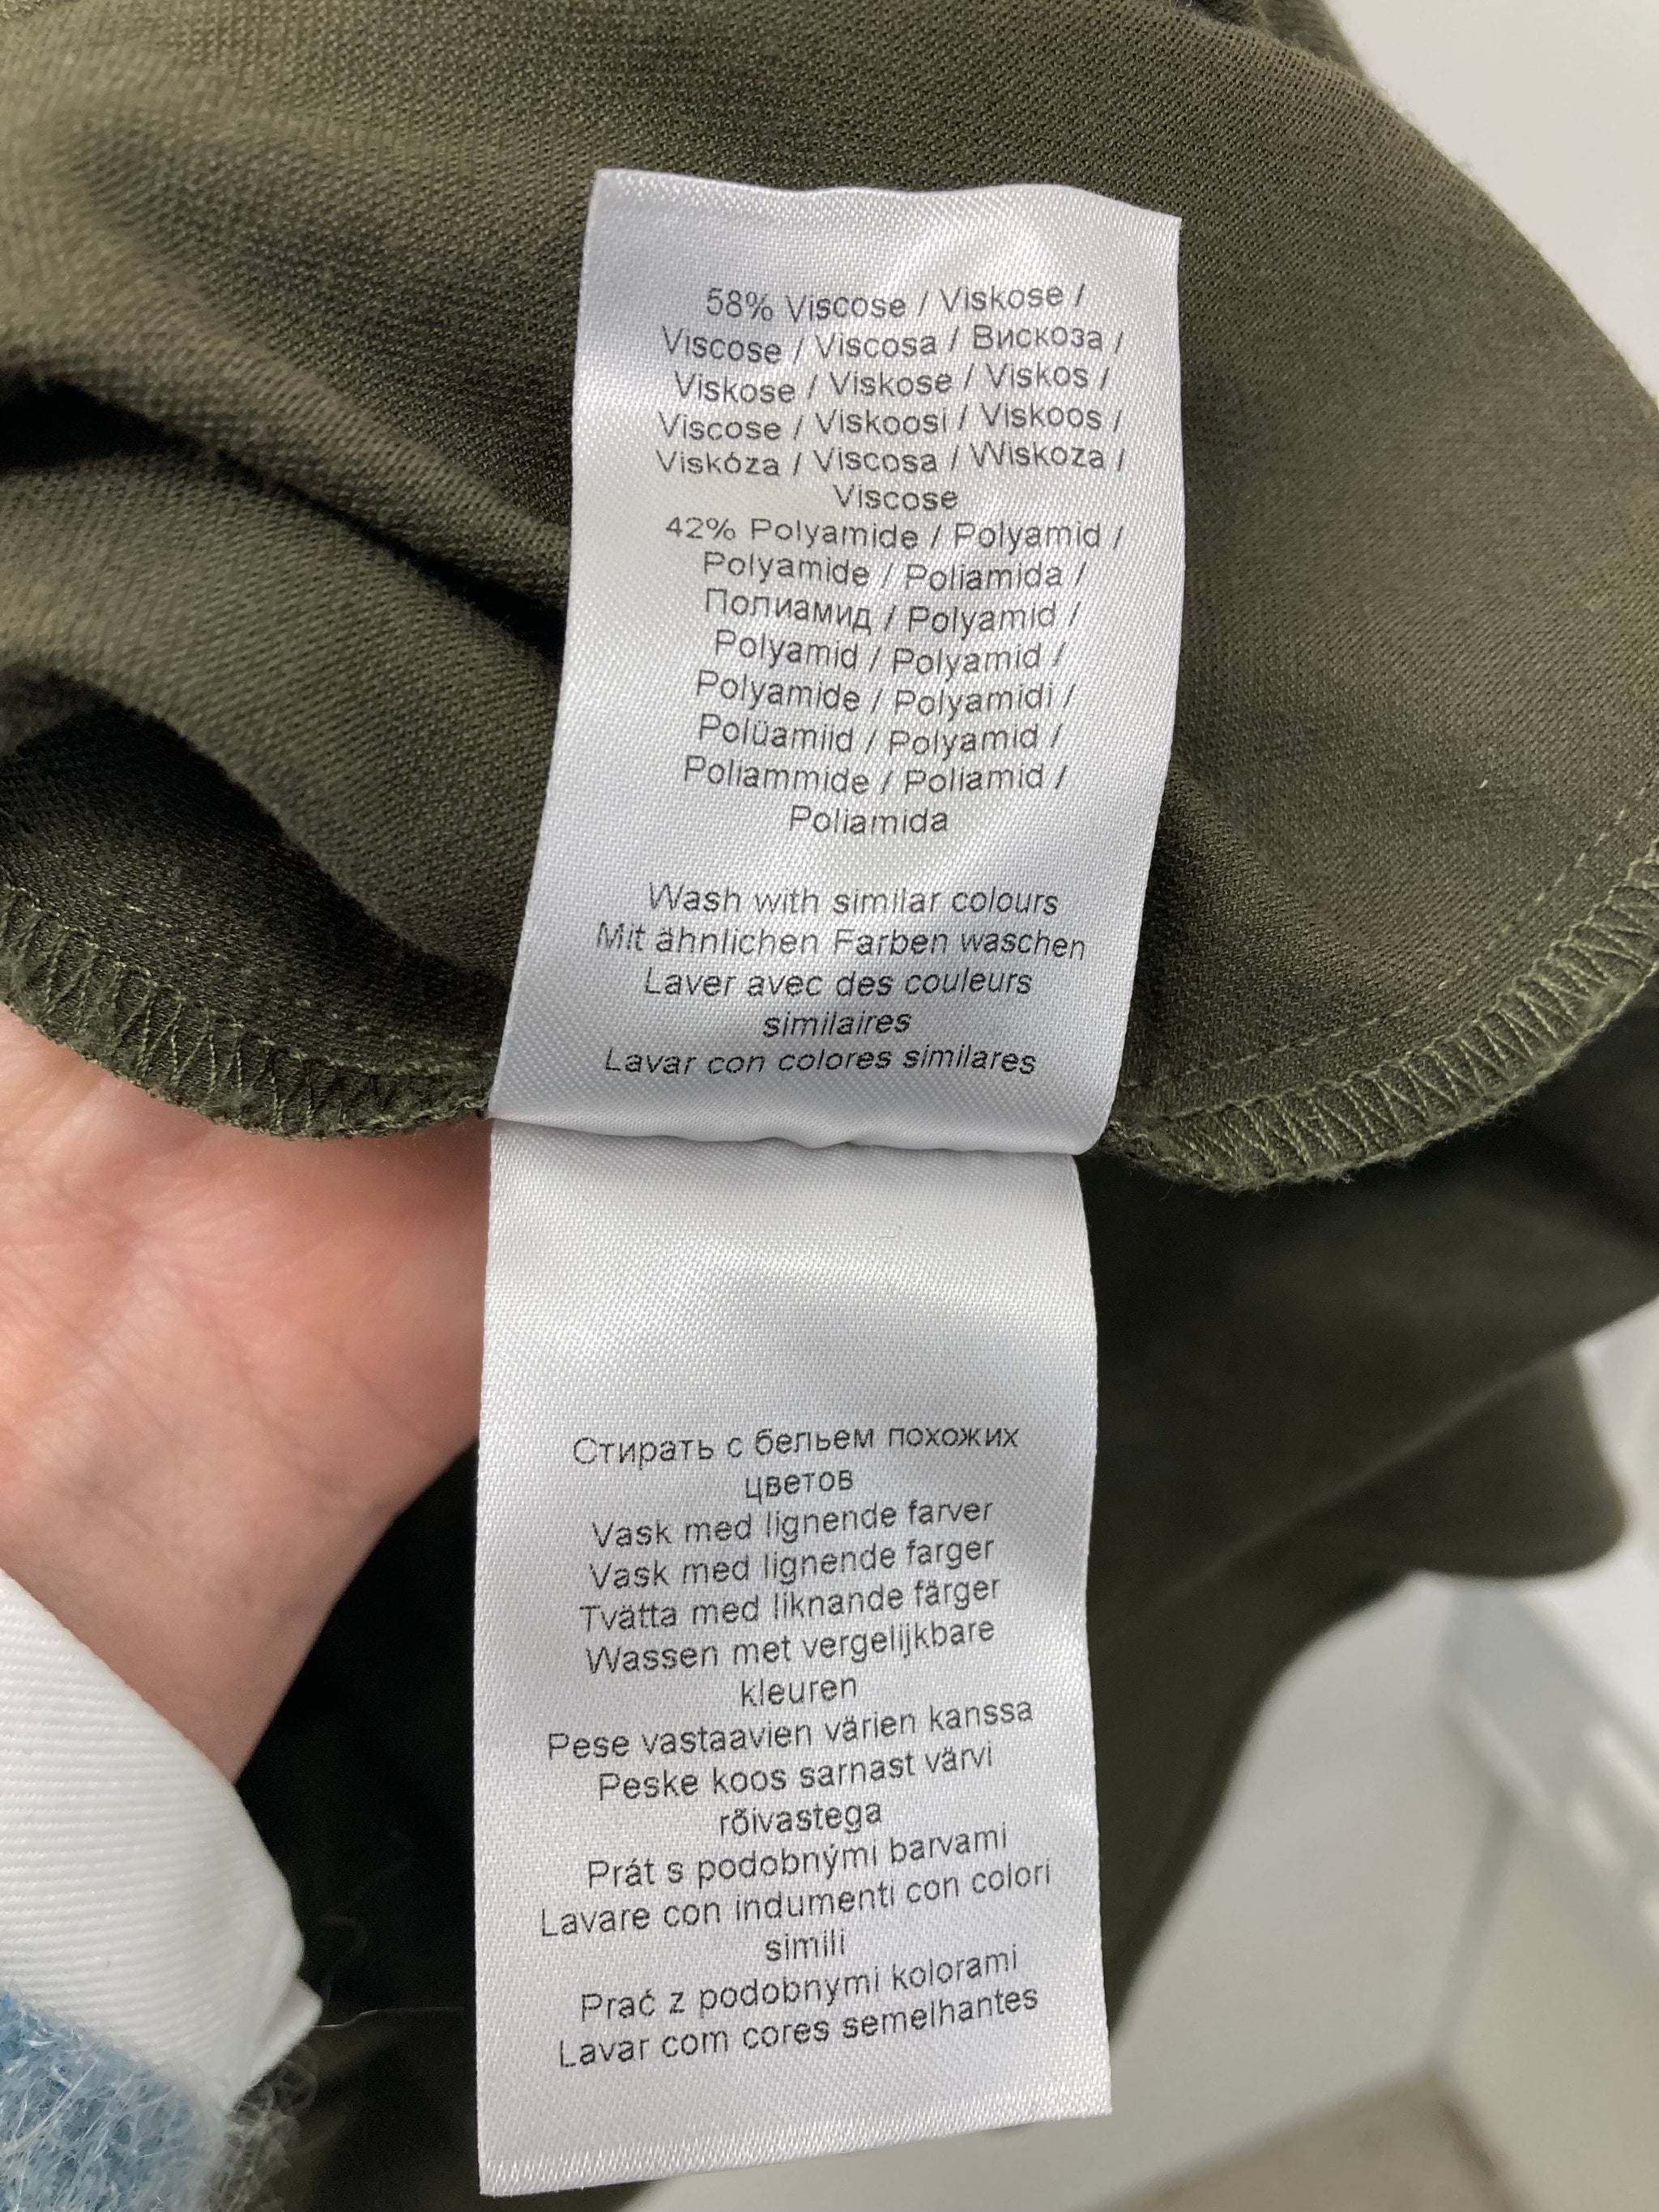 58% Viscose / Viskose /
Viscose / Viscosa / Вискоза /
Viskose / Viskose / Viskos /
Viscose / Viskoosi / Viskoos /
Viskóza / Viscosa / Wiskoza /
Viscose
42% Polyamide / Polyamid /
Polyamide / Poliamida /
Полиамид / Polyamid /
Polyamid / Polyamid /
Polyamide / Polyamidi /
Polüamiid / Polyamid /
Poliammide / Poliamid /
Poliamida
Wash with similar colours
Mit ähnlichen Farben waschen
Laver avec des couleurs
similaires
Lavar con colores similares
Стирать с бельем похожих
цветов
Vask med lignende farver
Vask med lignende farger
Tvätta med liknande färger
Wassen met vergelijkbare
kleuren
Pese vastaavien värien kanssa
Peske koos sarnast värvi
rõivastega
Prát s podobnými barvami
Lavare con indumenti con colori
simili
Prać z podobnymi kolorami
Lavar com cores semelhantes